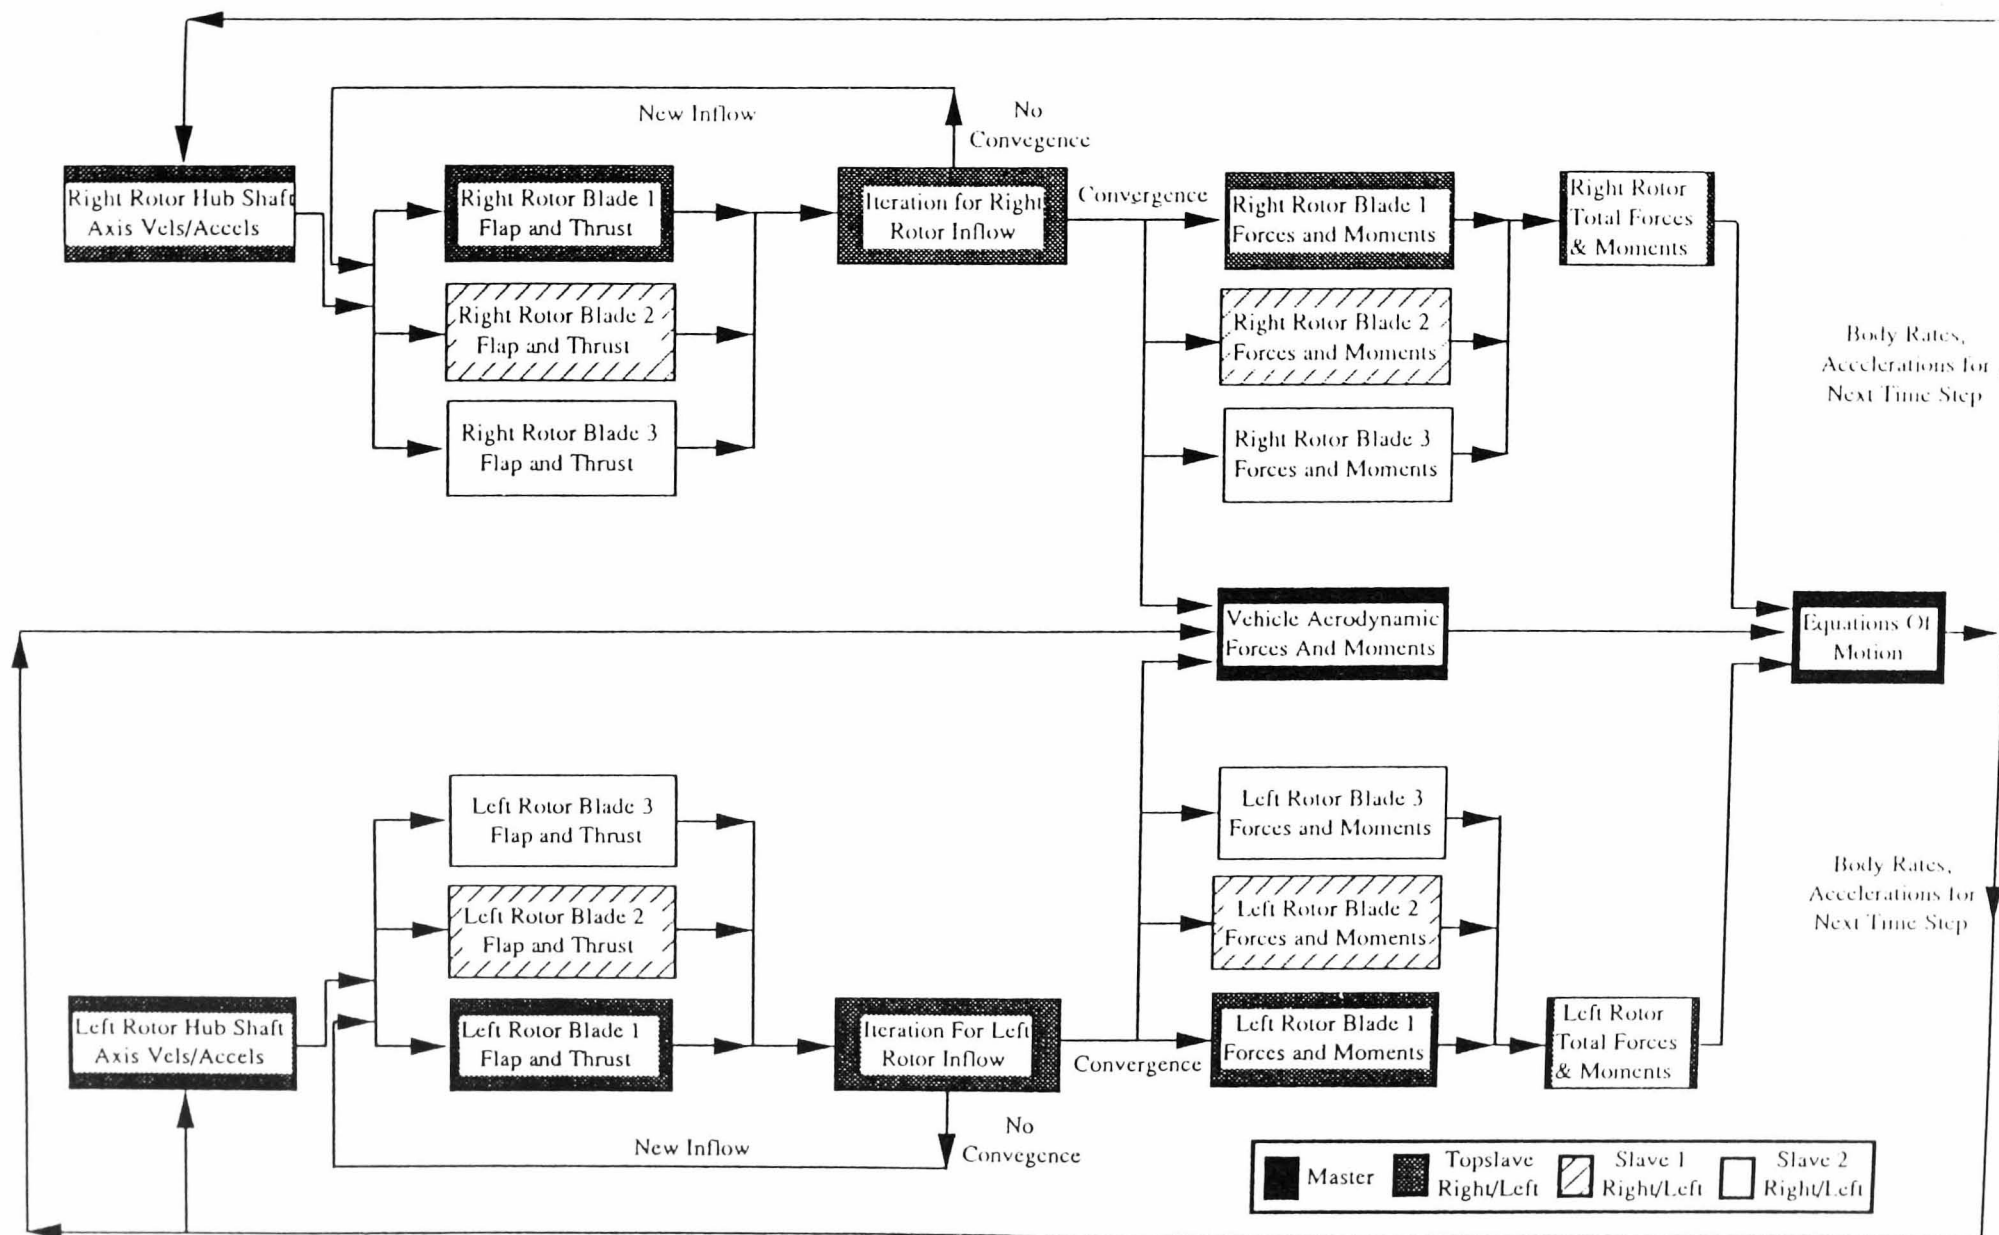 New Inflow
No
Convegence
Right Rotor Hub Shaft
Axis Vels/Accels
Right Rotor Blade 1
Flap and Thrust
Iteration for Right
Rotor Inflow
Convergence
Right Rotor Blade 1
Forces and Moments
Right Rotor
Total Forces
& Moments
Right Rotor Blade 2
Flap and Thrust
Right Rotor Blade 2
Forces and Moments
Body Rates,
Accelerations for
Next Time Step
Right Rotor Blade 3
Flap and Thrust
Right Rotor Blade 3
Forces and Moments
Vehicle Aerodynamic
Forces And Moments
Equations Of
Motion
Left Rotor Blade 3
Flap and Thrust
Left Rotor Blade 3
Forces and Moments
Left Rotor Blade 2
Flap and Thrust
Left Rotor Blade 2
Forces and Moments
Body Rates,
Accelerations for
Next Time Step
Left Rotor Hub Shaft
Axis Vels/Accels
Left Rotor Blade 1
Flap and Thrust
Iteration For Left
Rotor Inflow
Convergence
Left Rotor Blade 1
Forces and Moments
Left Rotor
Total Forces
& Moments
New Inflow
No
Convegence
Master
Topslave
Right/Left
Slave 1
Right/Left
Slave 2
Right/Left